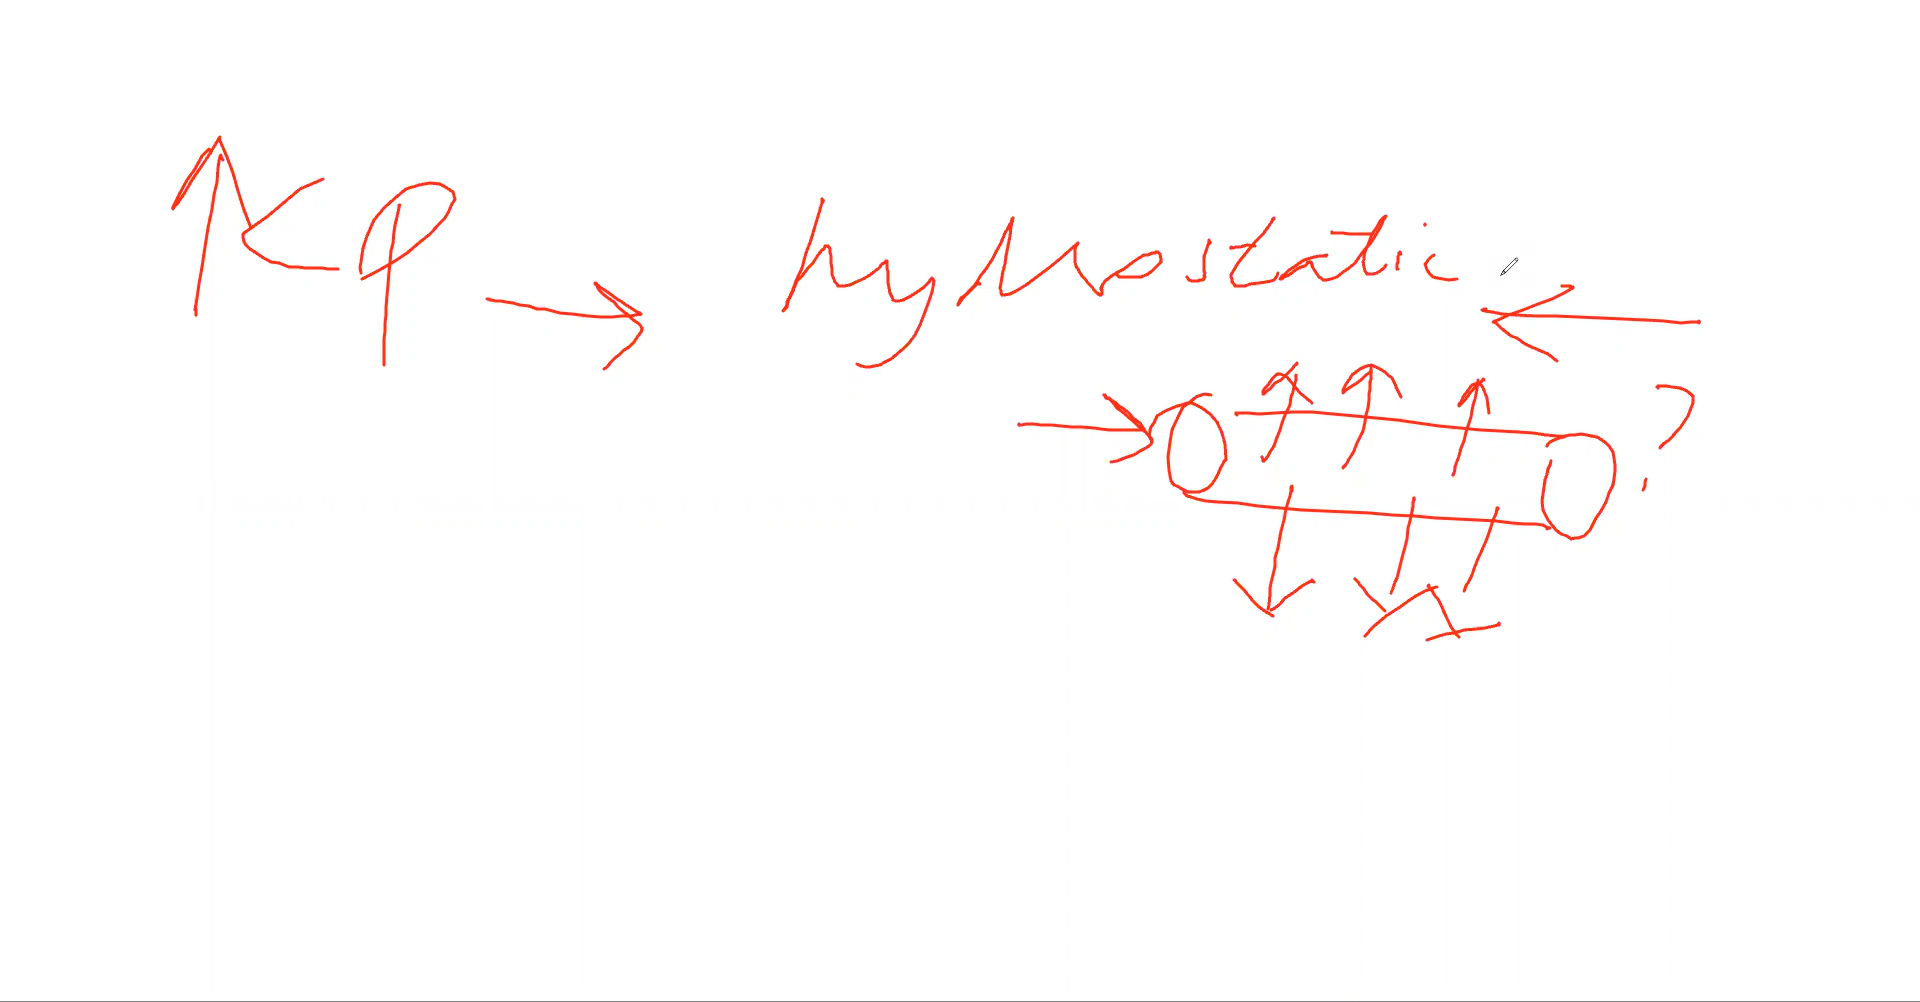 ↑KP → hydrostatic
?